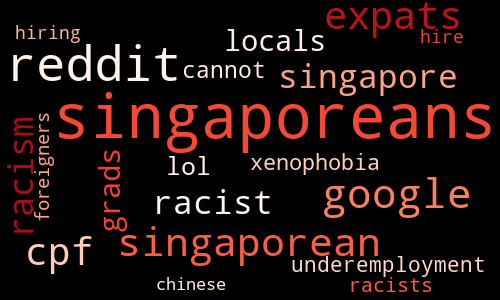 expats
hiring
locals
hire
reddit
cannot
singapore
singaporeans
racism
foreigners
grads
lol
xenophobia
racist
google
cpf
singaporean
underemployment
chinese
racists